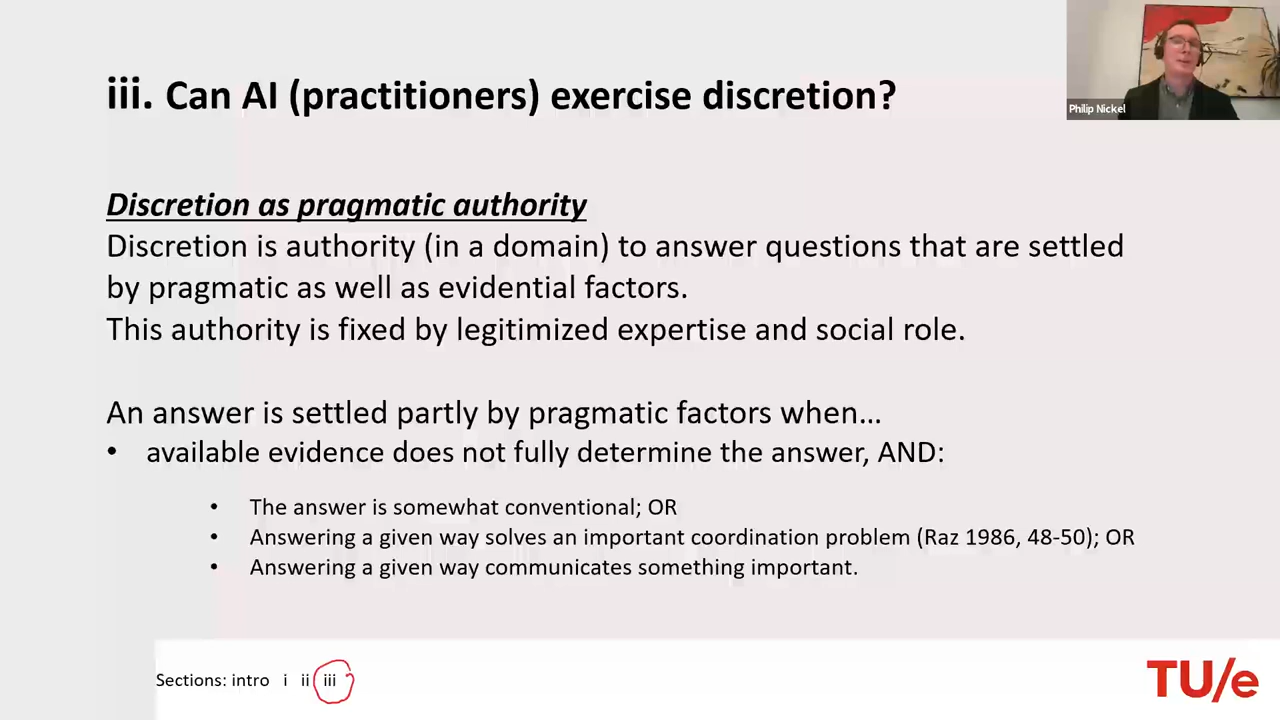 iii. Can AI (practitioners) exercise discretion?
Philip Nickel
Discretion as pragmatic authority
Discretion is authority (in a domain) to answer questions that are settled
by pragmatic as well as evidential factors.
This authority is fixed by legitimized expertise and social role.
An answer is settled partly by pragmatic factors when...
• available evidence does not fully determine the answer, AND:
• The answer is somewhat conventional; OR
• Answering a given way solves an important coordination problem (Raz 1986, 48-50); OR
• Answering a given way communicates something important.
Sections: intro i ii iii
TU/e